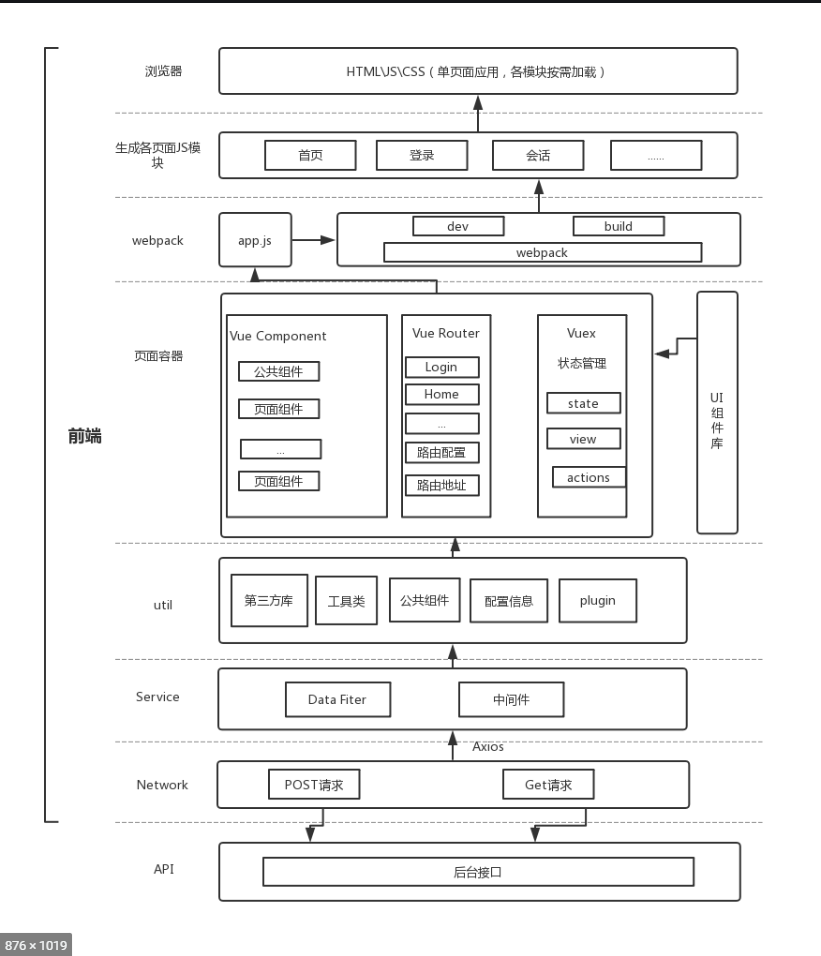 浏览器
HTML\JS\CSS（单页面应用，各模块按需加载）
生成各页面JS模
块
首页
登录
会话
......
webpack
app.js
dev
build
webpack
页面容器
Vue Component
公共组件
页面组件
...
页面组件
Vue Router
Login
Home
...
路由配置
路由地址
Vuex
状态管理
state
view
actions
UI
组
件
库
前端
util
第三方库
工具类
公共组件
配置信息
plugin
Service
Data Fiter
中间件
Axios
Network
POST请求
Get请求
API
后台接口
876 × 1019